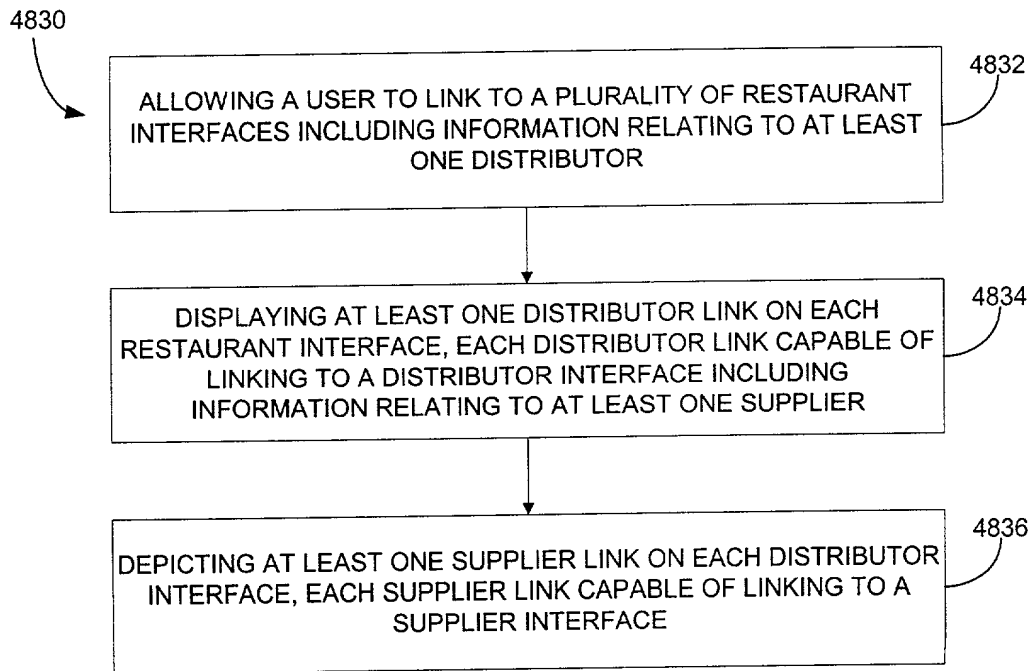 4830
4832
ALLOWING A USER TO LINK TO A PLURALITY OF RESTAURANT
INTERFACES INCLUDING INFORMATION RELATING TO AT LEAST
ONE DISTRIBUTOR
4834
DISPLAYING AT LEAST ONE DISTRIBUTOR LINK ON EACH
RESTAURANT INTERFACE, EACH DISTRIBUTOR LINK CAPABLE OF
LINKING TO A DISTRIBUTOR INTERFACE INCLUDING
INFORMATION RELATING TO AT LEAST ONE SUPPLIER
4836
DEPICTING AT LEAST ONE SUPPLIER LINK ON EACH DISTRIBUTOR
INTERFACE, EACH SUPPLIER LINK CAPABLE OF LINKING TO A
SUPPLIER INTERFACE